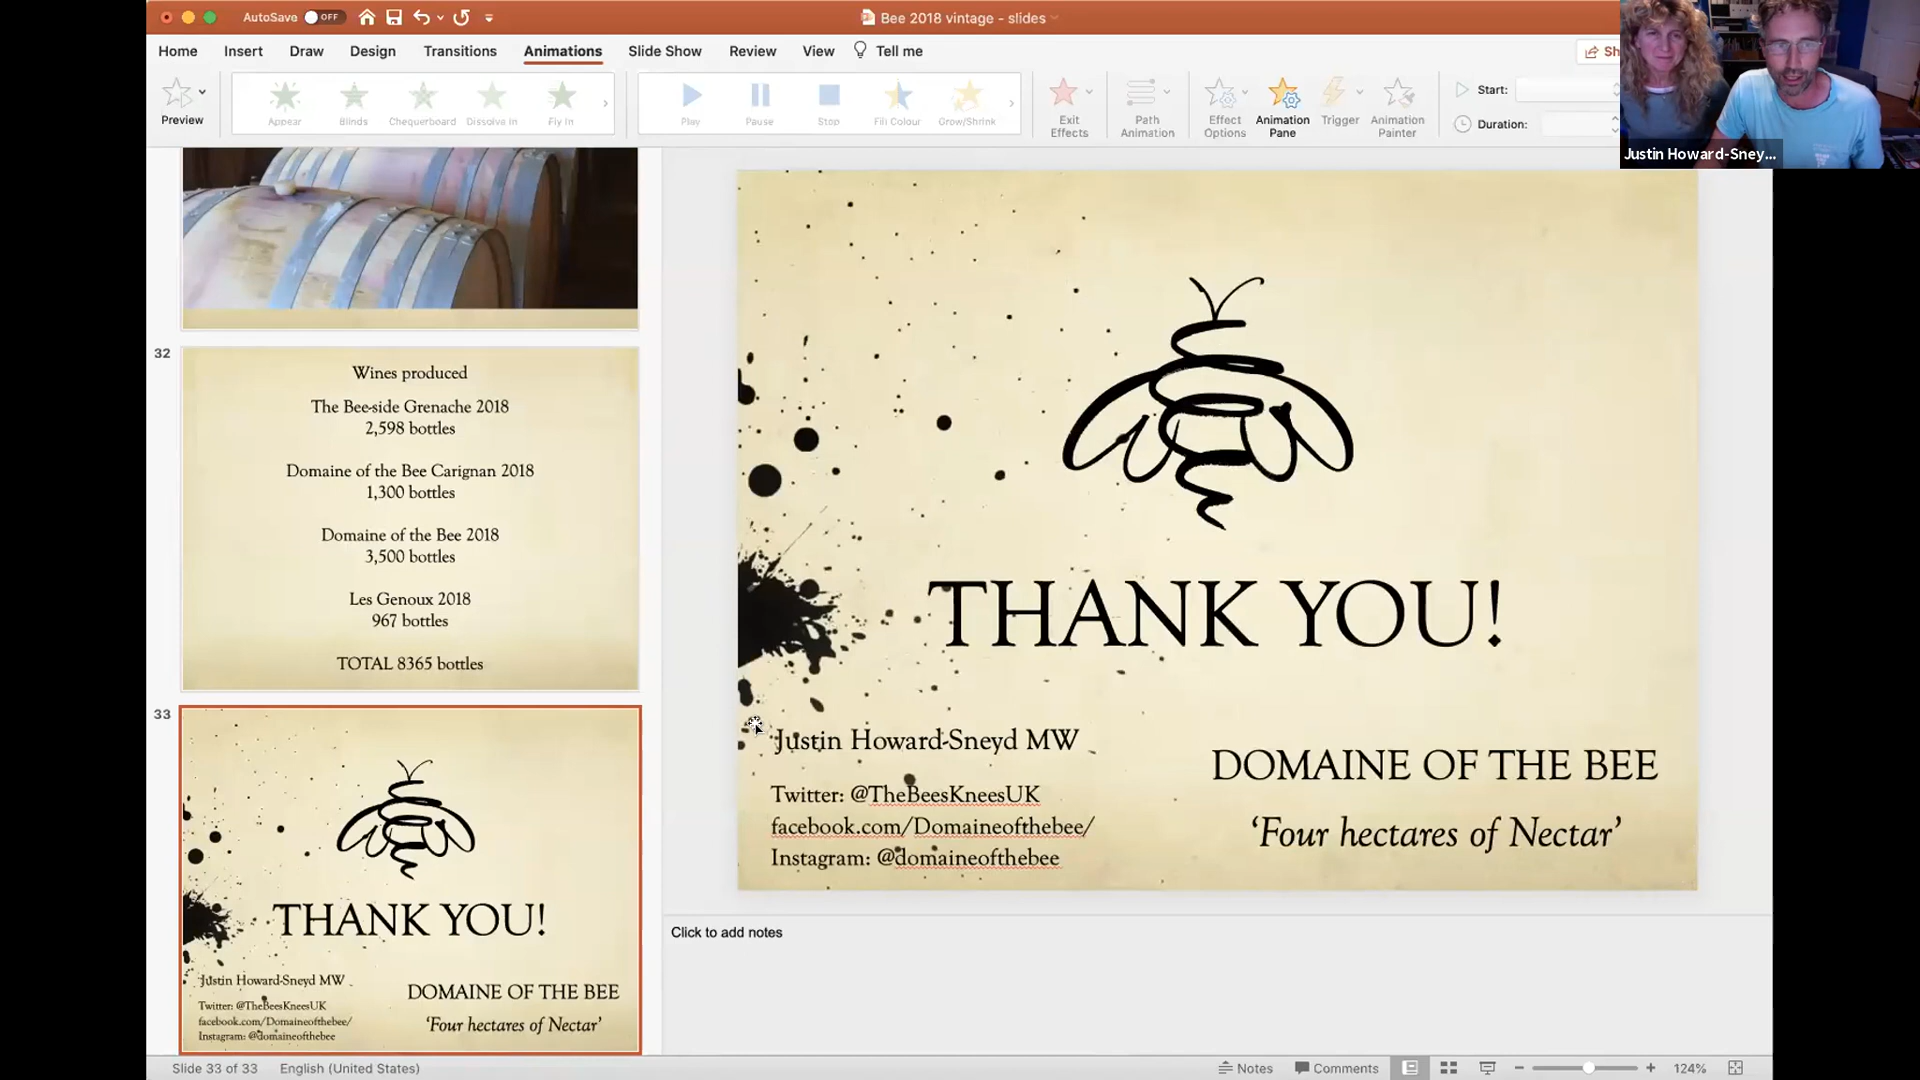 AutoSave OFF
Bee 2018 vintage - slides
Home Insert Draw Design Transitions Animations Slide Show Review View Tell me
Preview
Appear Blinds Chequerboard Dissolve In Fly In
Play Pause Stop Fill Colour Grow/Shrink
Exit Effects
Path Animation
Effect Options
Animation Pane
Trigger
Animation Painter
Start:
Duration:
Justin Howard-Sney...
32
Wines produced
The Bee-side Grenache 2018
2,598 bottles
Domaine of the Bee Carignan 2018
1,300 bottles
Domaine of the Bee 2018
3,500 bottles
Les Genoux 2018
967 bottles
TOTAL 8365 bottles
33
THANK YOU!
Justin Howard-Sneyd MW
Twitter: @TheBeesKneesUK
facebook.com/Domaineofthebee/
Instagram: @domaineofthebee
DOMAINE OF THE BEE
‘Four hectares of Nectar’
THANK YOU!
Justin Howard-Sneyd MW
Twitter: @TheBeesKneesUK
facebook.com/Domaineofthebee/
Instagram: @domaineofthebee
DOMAINE OF THE BEE
‘Four hectares of Nectar’
Click to add notes
Slide 33 of 33 English (United States)
Notes Comments 124%